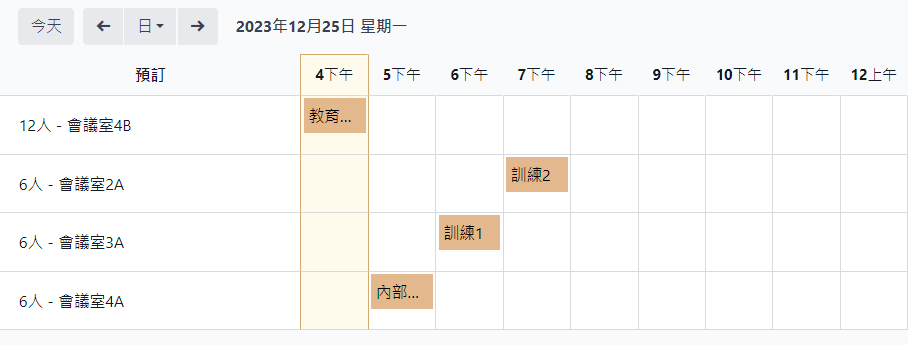 今天 日 2023年12月25日 星期一
預訂 4下午 5下午 6下午 7下午 8下午 9下午 10下午 11下午 12上午
12人 - 會議室4B 教育...
6人 - 會議室2A 訓練2
6人 - 會議室3A 訓練1
6人 - 會議室4A 內部...